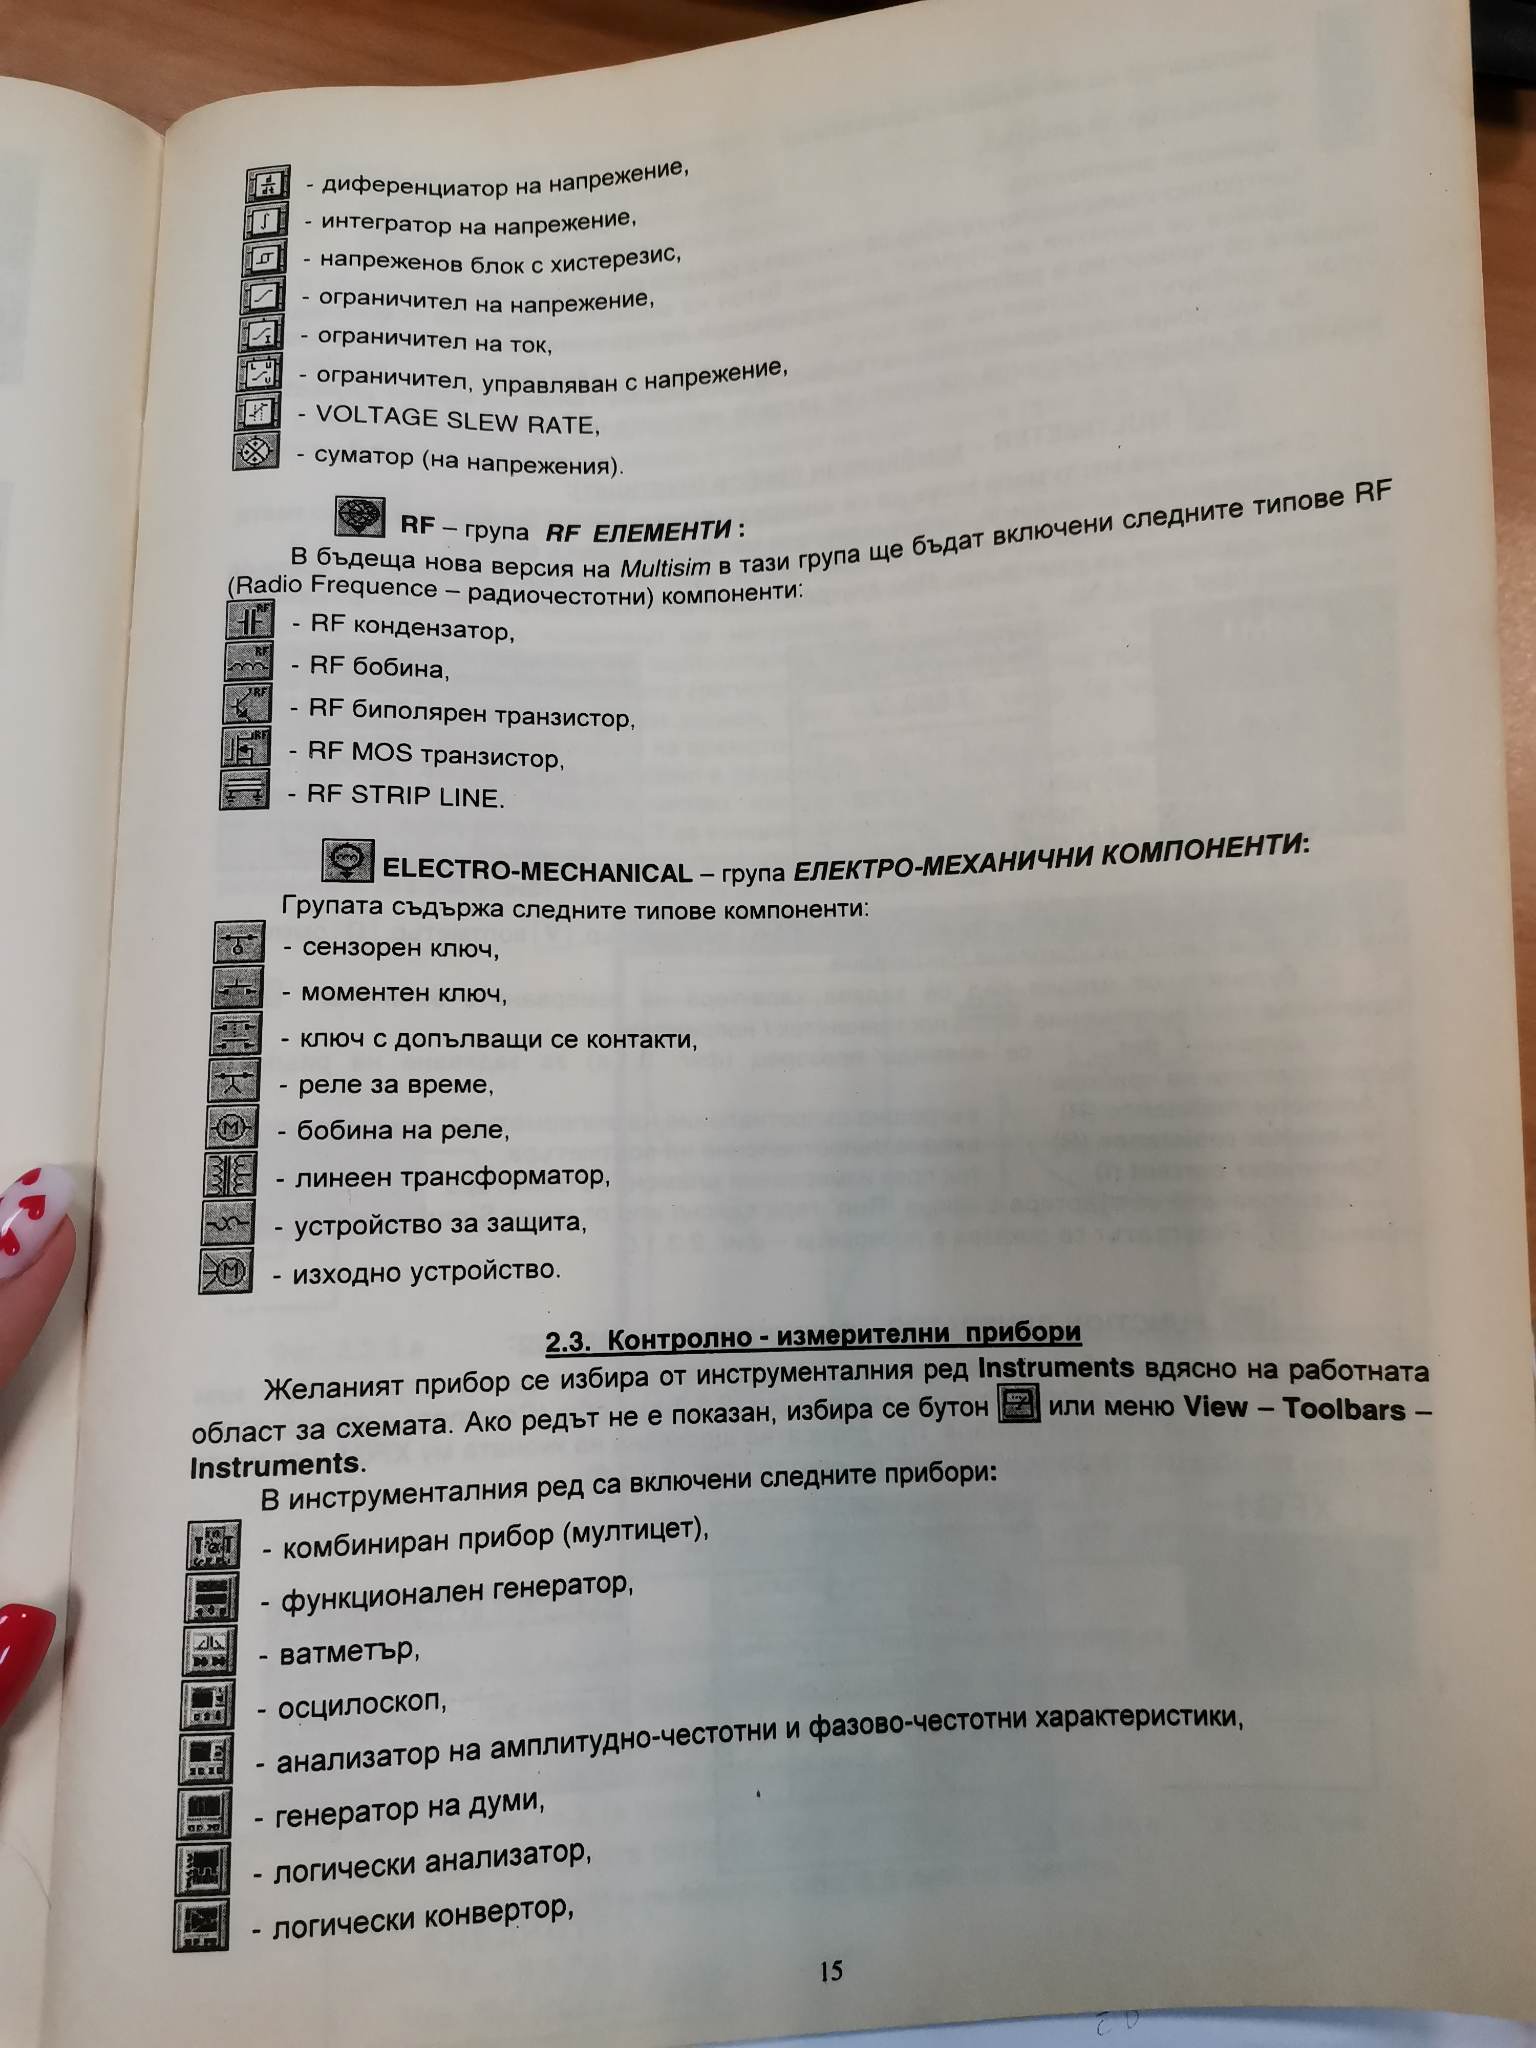 - диференциатор на напрежение,
- интегратор на напрежение,
- напреженов блок с хистерезис,
- ограничител на напрежение,
- ограничител на ток,
- ограничител, управляван с напрежение,
- VOLTAGE SLEW RATE,
- суматор (на напрежения).
RF – група RF ЕЛЕМЕНТИ :
В бъдеща нова версия на Multisim в тази група ще бъдат включени следните типове RF
(Radio Frequence – радиочестотни) компоненти:
- RF кондензатор,
- RF бобина,
- RF биполярен транзистор,
- RF MOS транзистор,
- RF STRIP LINE.
ELECTRO-MECHANICAL – група ЕЛЕКТРО-МЕХАНИЧНИ КОМПОНЕНТИ:
Групата съдържа следните типове компоненти:
- сензорен ключ,
- моментен ключ,
- ключ с допълващи се контакти,
- реле за време,
- бобина на реле,
- линеен трансформатор,
- устройство за защита,
- изходно устройство.
2.3. Контролно - измерителни прибори
Желаният прибор се избира от инструменталния ред Instruments вдясно на работната
област за схемата. Ако редът не е показан, избира се бутон или меню View – Toolbars –
Instruments.
В инструменталния ред са включени следните прибори:
- комбиниран прибор (мултицет),
- функционален генератор,
- ватметър,
- осцилоскоп,
- анализатор на амплитудно-честотни и фазово-честотни характеристики,
- генератор на думи,
- логически анализатор,
- логически конвертор,
15